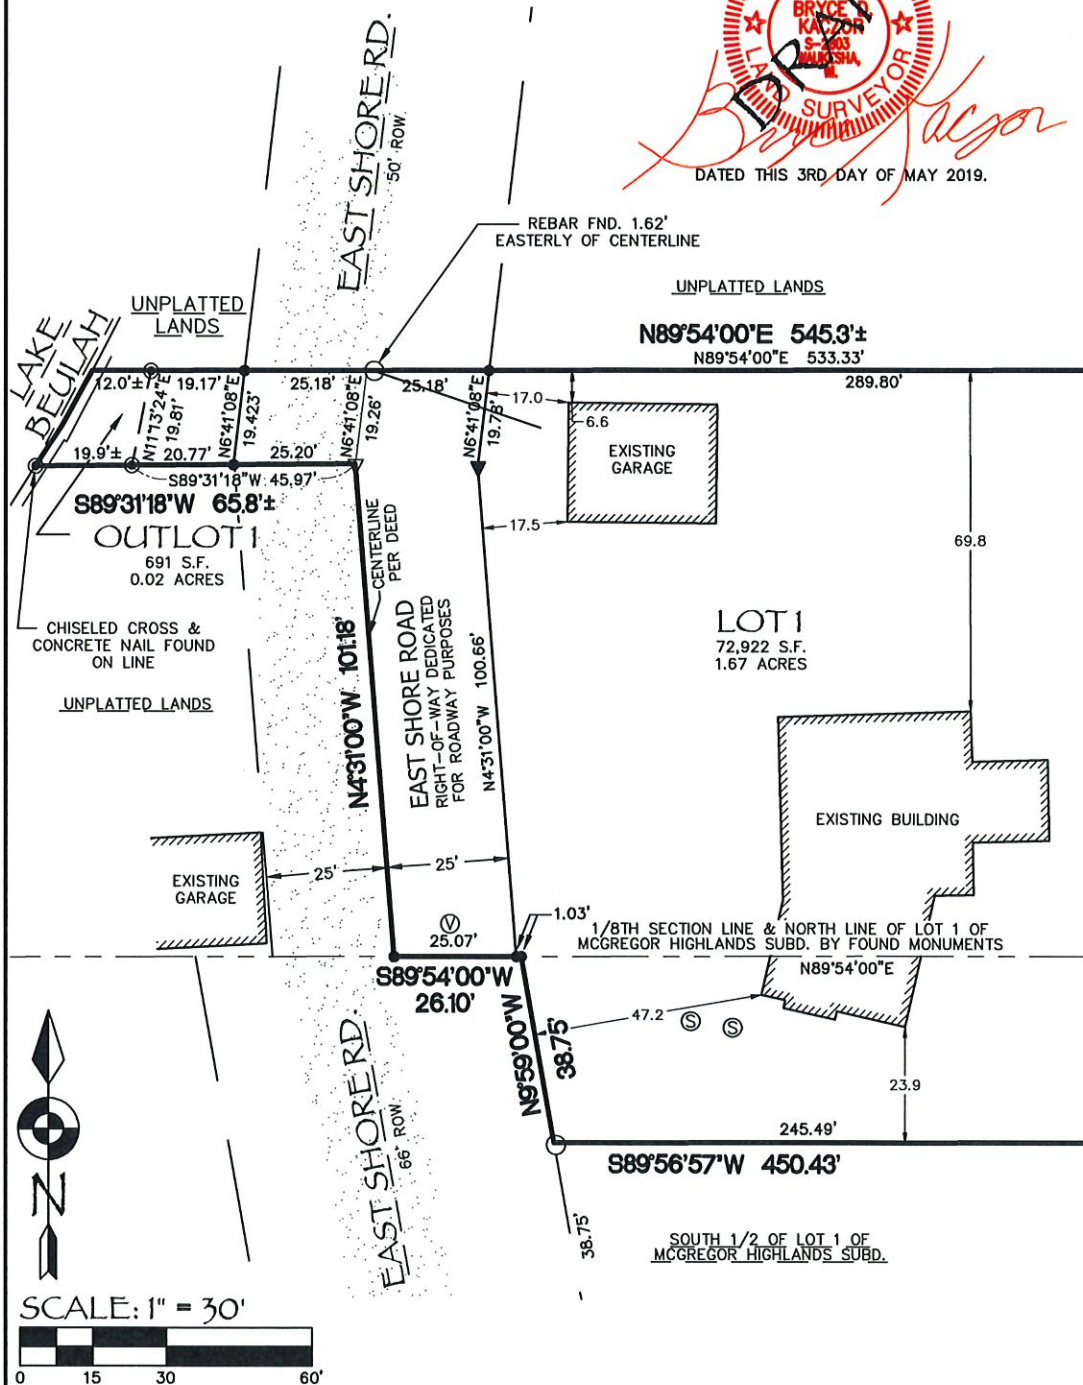 BRYCE D.
KACZOR
S-2803
WAUKESHA,
WI.
LAND SURVEYOR
Bryce Kaczor
DATED THIS 3RD DAY OF MAY 2019.
EAST SHORE RD.
50' ROW
REBAR FND. 1.62'
EASTERLY OF CENTERLINE
UNPLATTED
LANDS
UNPLATTED LANDS
LAKE
BEULAH
N89°54'00"E 545.3'±
N89°54'00"E 533.33'
12.0'±
19.17'
25.18'
25.18'
289.80'
N11°13'24"E
19.81'
N6°41'08"E
19.423'
N6°41'08"E
19.26'
N6°41'08"E
19.78'
17.0
6.6
EXISTING
GARAGE
19.9'±
20.77'
25.20'
S89°31'18"W 45.97'
S89°31'18"W 65.8'±
OUTLOT 1
691 S.F.
0.02 ACRES
17.5
69.8
CENTERLINE
PER DEED
CHISELED CROSS &
CONCRETE NAIL FOUND
ON LINE
UNPLATTED LANDS
LOT 1
72,922 S.F.
1.67 ACRES
N4°31'00"W 101.18'
EAST SHORE ROAD
RIGHT-OF-WAY DEDICATED
FOR ROADWAY PURPOSES
N4°31'00"W 100.66'
EXISTING BUILDING
EXISTING
GARAGE
25'
25'
V
25.07'
1.03'
1/8TH SECTION LINE & NORTH LINE OF LOT 1 OF
MCGREGOR HIGHLANDS SUBD. BY FOUND MONUMENTS
N89°54'00"E
S89°54'00"W
26.10'
N9°59'00"W
38.75'
47.2
S
S
23.9
EAST SHORE RD.
66' ROW
245.49'
S89°56'57"W 450.43'
38.75'
SOUTH 1/2 OF LOT 1 OF
MCGREGOR HIGHLANDS SUBD.
N
SCALE: 1" = 30'
0 15 30 60'